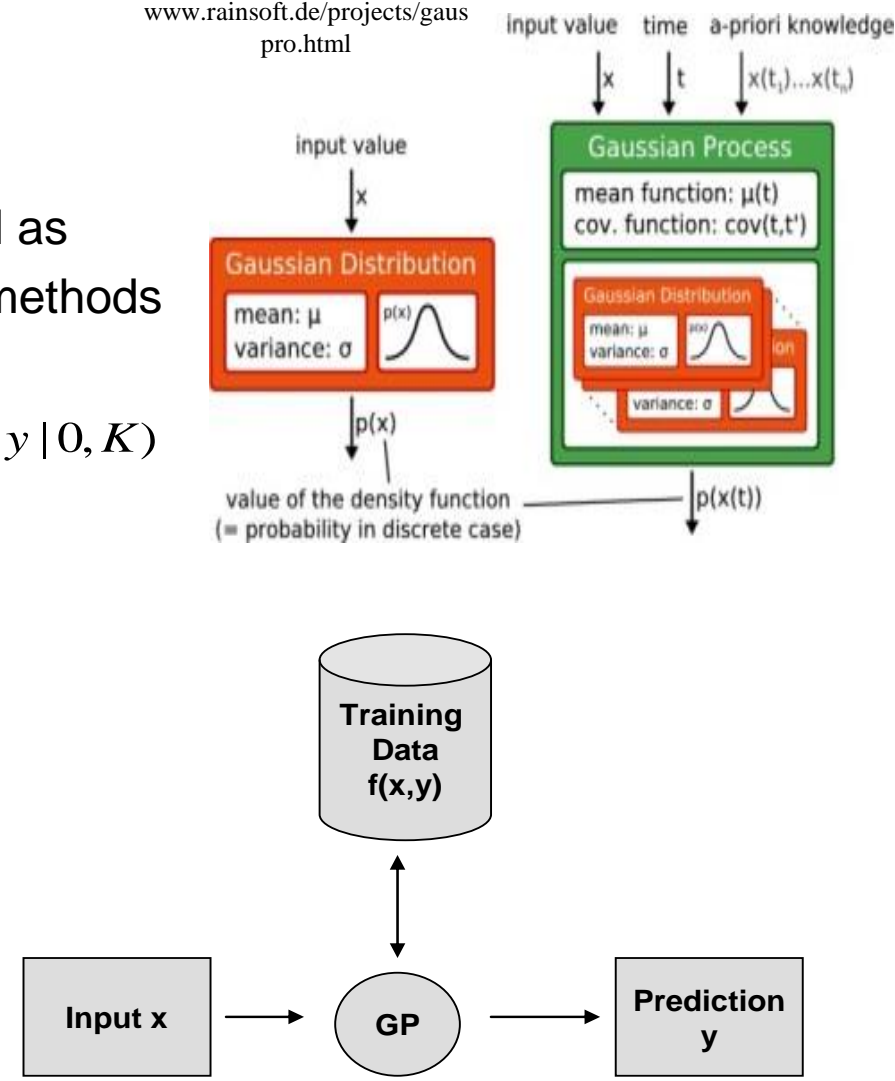 www.rainsoft.de/projects/gaus
pro.html
as
methods
y | 0, K)
input value
x
Gaussian Distribution
mean: μ
variance: σ
p(x)
p(x)
value of the density function
(= probability in discrete case)
input value time a-priori knowledge
x t x(t₁)...x(tₙ)
Gaussian Process
mean function: μ(t)
cov. function: cov(t,t')
Gaussian Distribution
mean: μ
variance: σ
p(x)
ion
variance: σ
p(x(t))
Training
Data
f(x,y)
Input x
GP
Prediction
y